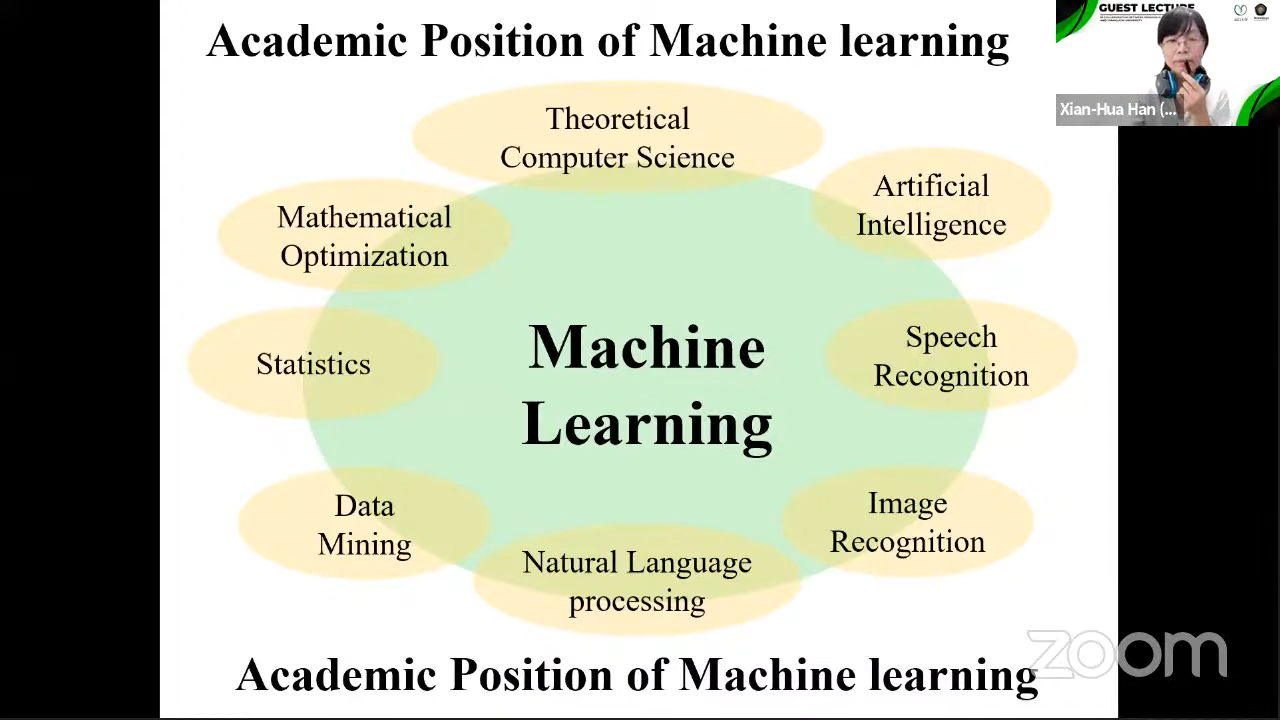 Academic Position of Machine learning
GUEST LECTURE
Xian-Hua Han (...
Theoretical
Computer Science
Artificial
Intelligence
Mathematical
Optimization
Speech
Recognition
Statistics
Machine
Learning
Data
Mining
Image
Recognition
Natural Language
processing
Academic Position of Machine learning
zoom